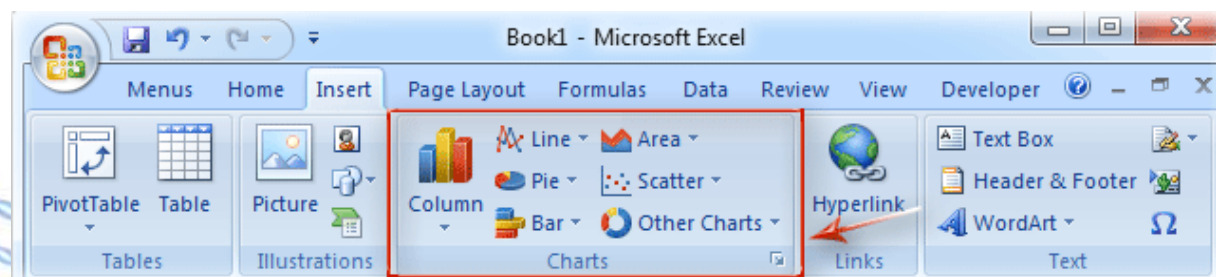 Book1 - Microsoft Excel
Menus Home Insert Page Layout Formulas Data Review View Developer
Line Area Text Box
Pie Scatter Header & Footer
PivotTable Table Picture Column Bar Other Charts Hyperlink WordArt Ω
Tables Illustrations Charts Links Text